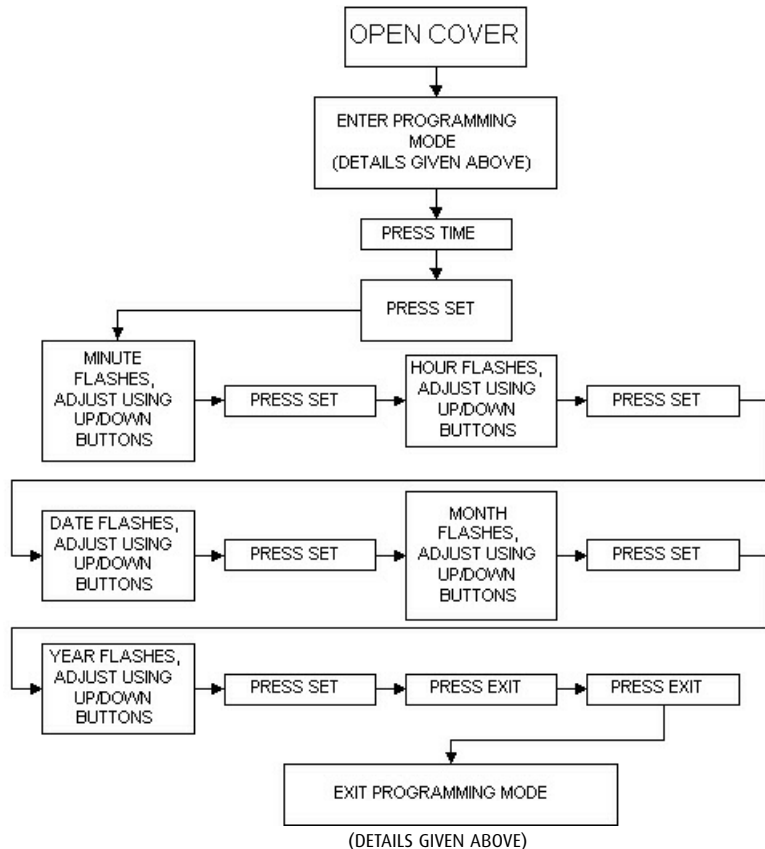 OPEN COVER
ENTER PROGRAMMING
MODE
(DETAILS GIVEN ABOVE)
PRESS TIME
PRESS SET
MINUTE
FLASHES,
ADJUST USING
UP/DOWN
BUTTONS
PRESS SET
HOUR FLASHES,
ADJUST USING
UP/DOWN
BUTTONS
PRESS SET
DATE FLASHES,
ADJUST USING
UP/DOWN
BUTTONS
PRESS SET
MONTH
FLASHES,
ADJUST USING
UP/DOWN
BUTTONS
PRESS SET
YEAR FLASHES,
ADJUST USING
UP/DOWN
BUTTONS
PRESS SET
PRESS EXIT
PRESS EXIT
EXIT PROGRAMMING MODE
(DETAILS GIVEN ABOVE)